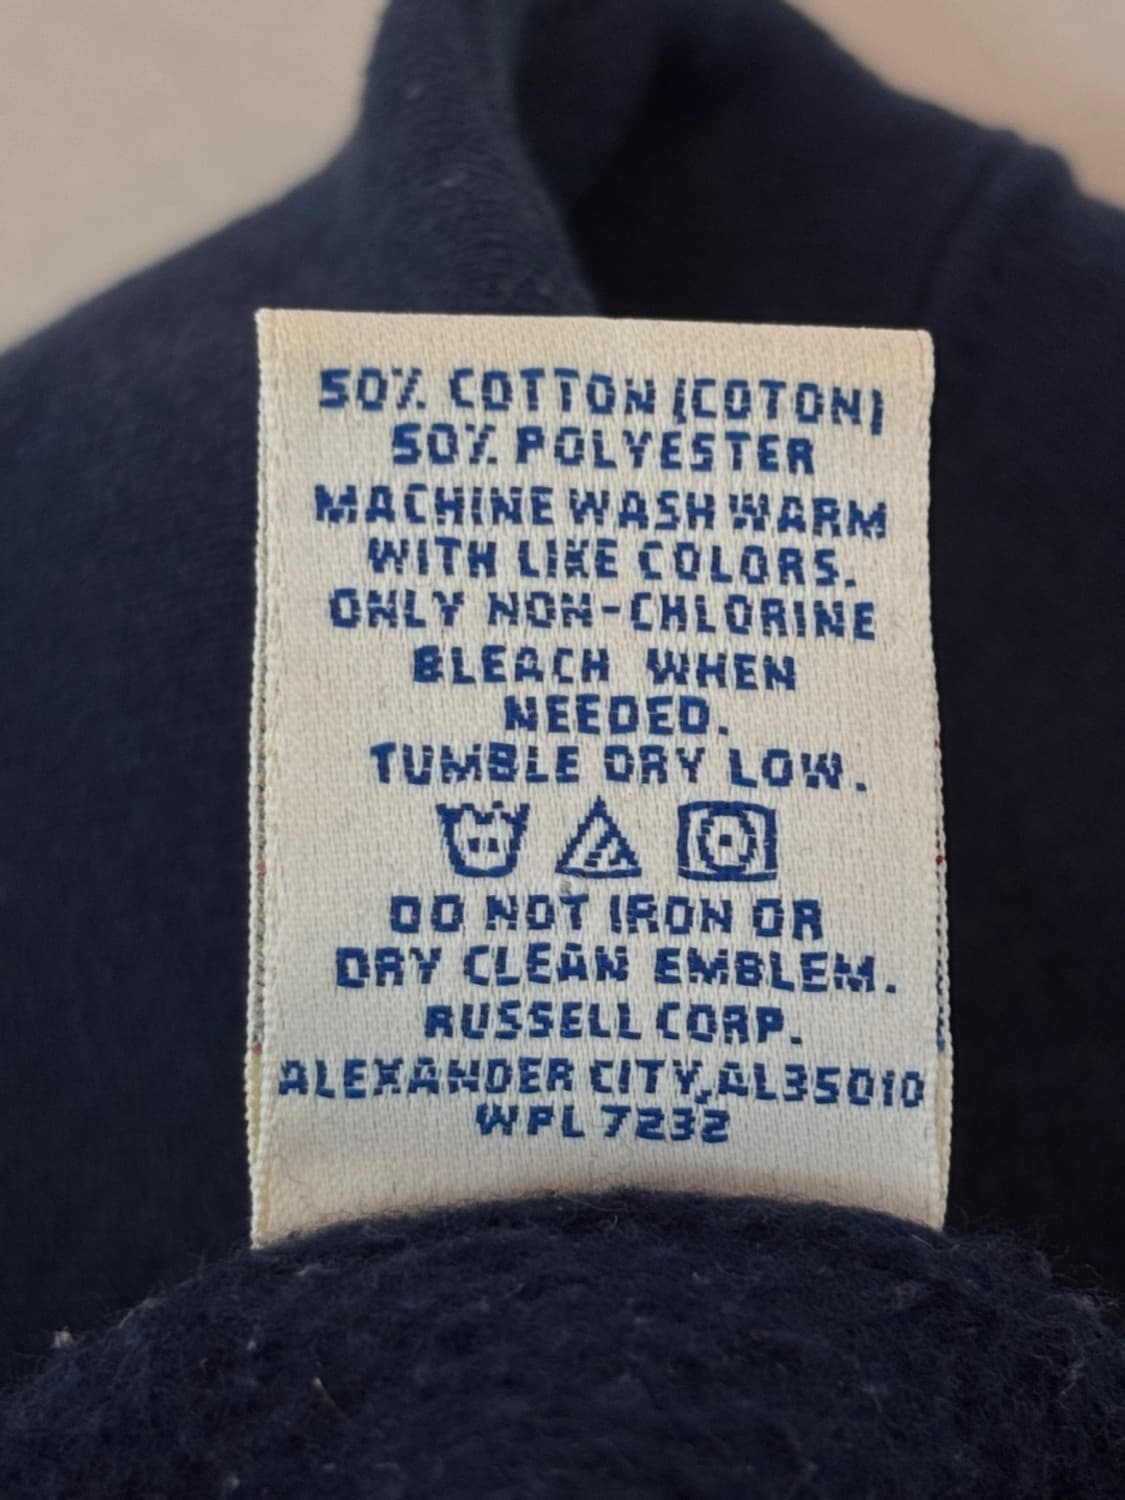 50% COTTON (COTON)
50% POLYESTER
MACHINE WASH WARM
WITH LIKE COLORS.
ONLY NON-CHLORINE
BLEACH WHEN
NEEDED.
TUMBLE DRY LOW.
DO NOT IRON OR
DRY CLEAN EMBLEM.
RUSSELL CORP.
ALEXANDER CITY, AL35010
WPL 7232